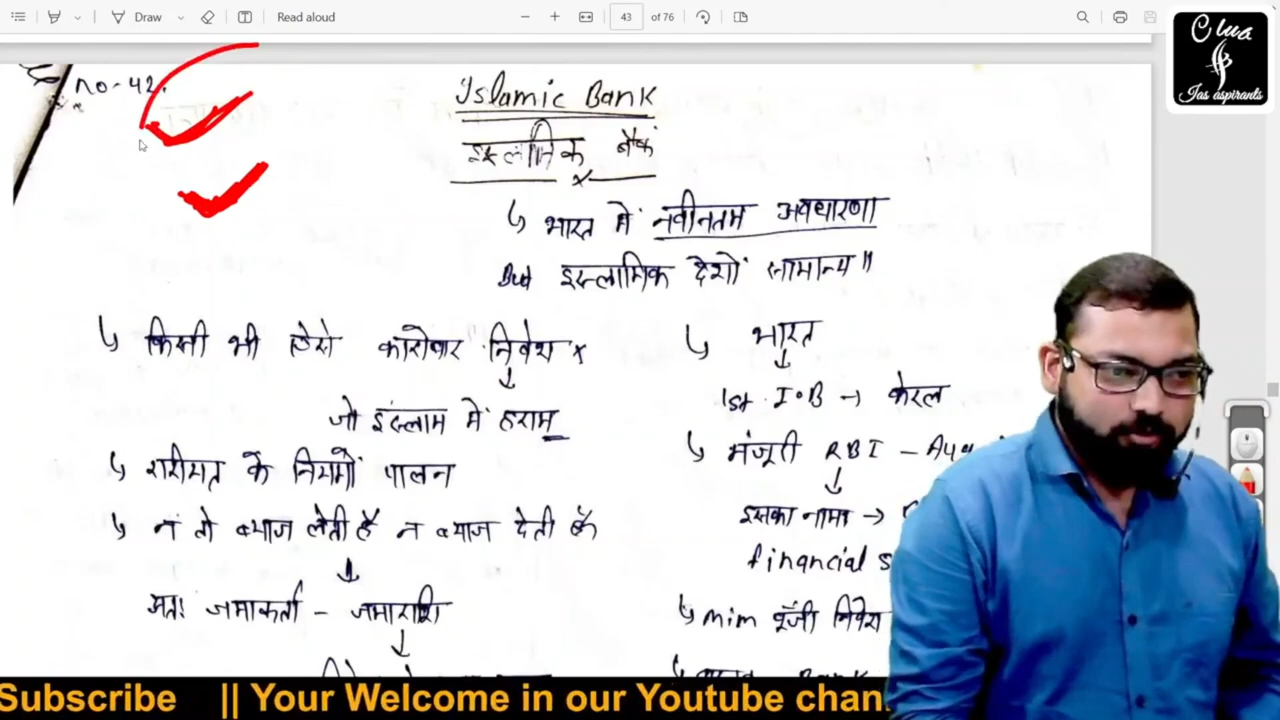 Draw
Read aloud
43 of 76
Clua
Ias aspirants
no-42.
Islamic Bank
इस्लामिक बैंक
भारत में नवीनतम अवधारणा
But इस्लामिक देशों सामान्य"
किसी भी ऐसे कारोबार निवेश x
जो इस्लाम में हराम
शरीयत के नियमों पालन
न तो ब्याज लेती है न ब्याज देती है
अतः जमाकर्ता - जमाराशि
भारत
1st I.B → केरल
मंजूरी RBI -
इसका नाम →
financial
mim पूँजी निवेश
Subscribe || Your Welcome in our Youtube chan